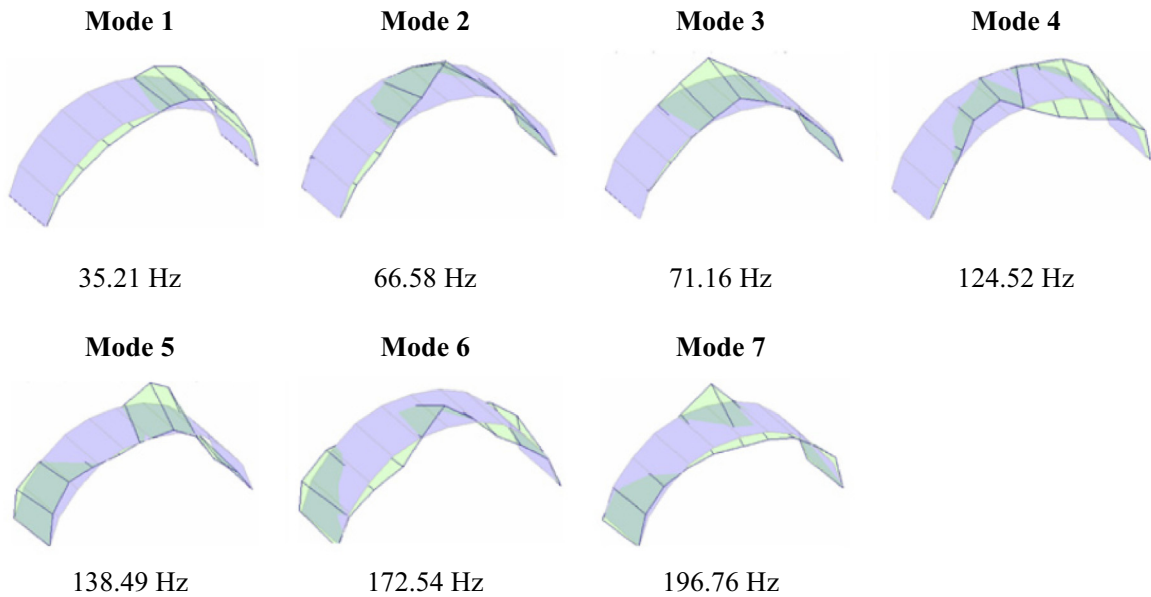 Mode 1 Mode 2 Mode 3 Mode 4
35.21 Hz 66.58 Hz 71.16 Hz 124.52 Hz
Mode 5 Mode 6 Mode 7
138.49 Hz 172.54 Hz 196.76 Hz